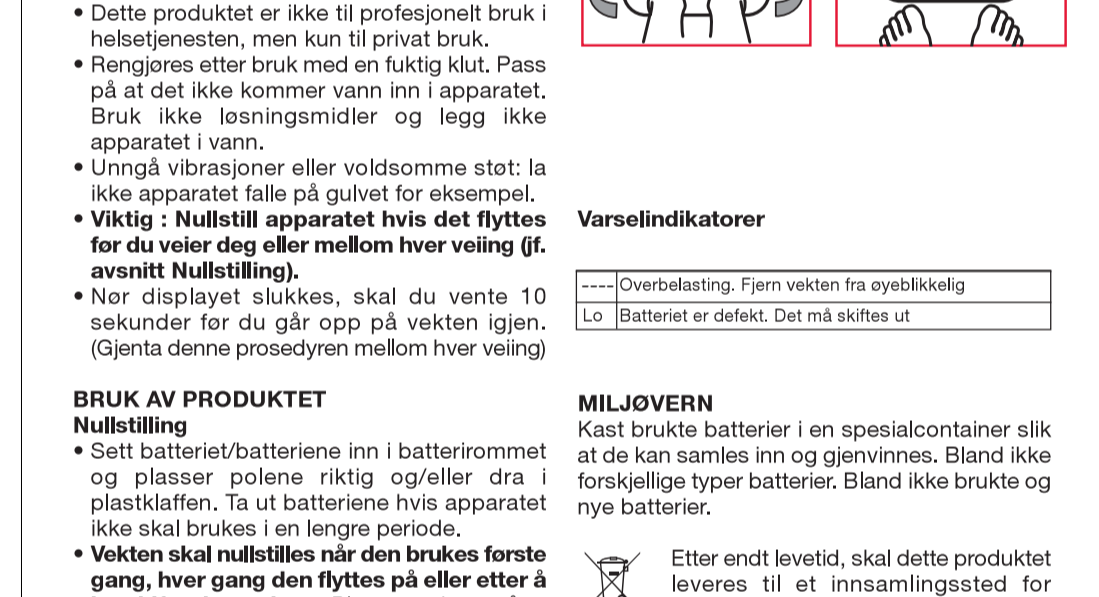 • Dette produktet er ikke til profesjonelt bruk i
helsetjenesten, men kun til privat bruk.
• Rengjøres etter bruk med en fuktig klut. Pass
på at det ikke kommer vann inn i apparatet.
Bruk ikke løsningsmidler og legg ikke
apparatet i vann.
• Unngå vibrasjoner eller voldsomme støt: la
ikke apparatet falle på gulvet for eksempel.
• Viktig : Nullstill apparatet hvis det flyttes
før du veier deg eller mellom hver veiing (jf.
avsnitt Nullstilling).
• Nør displayet slukkes, skal du vente 10
sekunder før du går opp på vekten igjen.
(Gjenta denne prosedyren mellom hver veiing)
BRUK AV PRODUKTET
Nullstilling
• Sett batteriet/batteriene inn i batterirommet
og plasser polene riktig og/eller dra i
plastklaffen. Ta ut batteriene hvis apparatet
ikke skal brukes i en lengre periode.
• Vekten skal nullstilles når den brukes første
gang, hver gang den flyttes på eller etter å
Varselindikatorer
---- Overbelasting. Fjern vekten fra øyeblikkelig
Lo Batteriet er defekt. Det må skiftes ut
MILJØVERN
Kast brukte batterier i en spesialcontainer slik
at de kan samles inn og gjenvinnes. Bland ikke
forskjellige typer batterier. Bland ikke brukte og
nye batterier.
Etter endt levetid, skal dette produktet
leveres til et innsamlingssted for